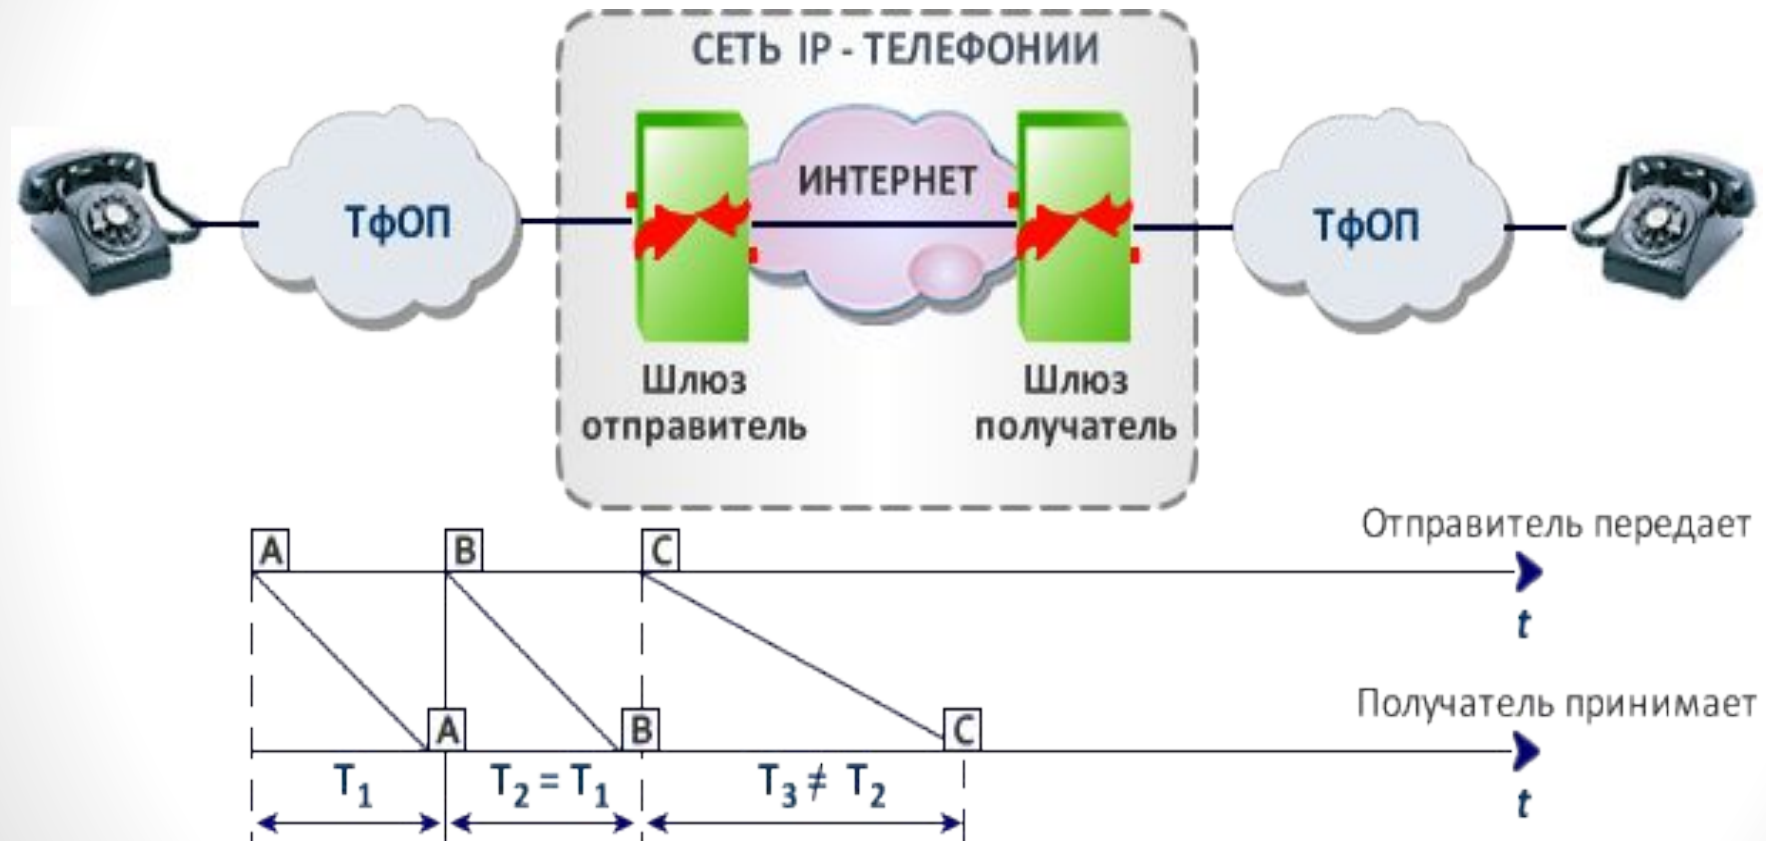 СЕТЬ IP - ТЕЛЕФОНИИ
ТфОП
ИНТЕРНЕТ
ТфОП
Шлюз
отправитель
Шлюз
получатель
A
B
C
Отправитель передает
t
A
B
C
Получатель принимает
T₁
T₂ = T₁
T₃ ≠ T₂
t